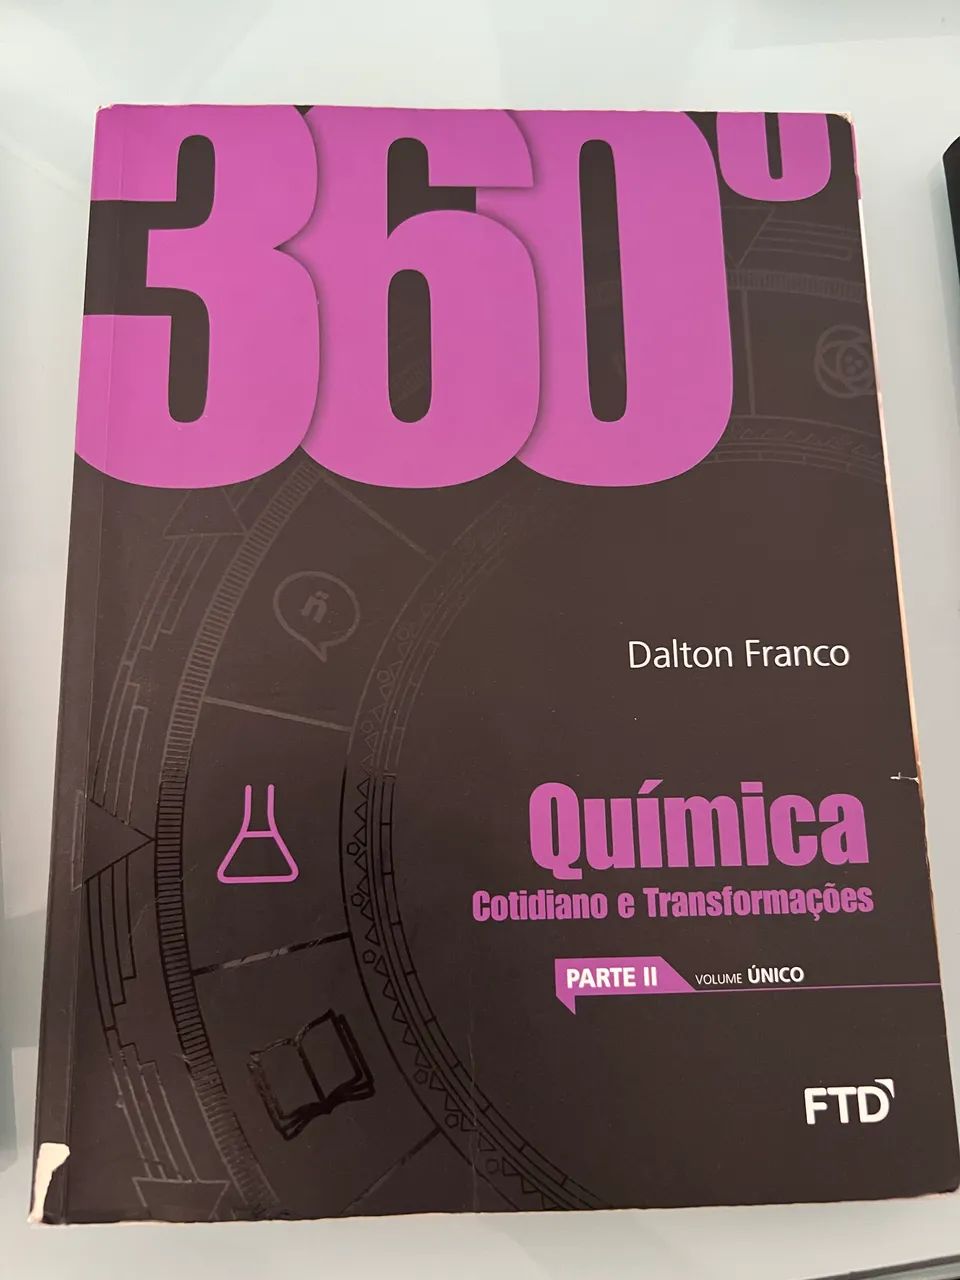 360°
Dalton Franco
Química
Cotidiano e Transformações
PARTE II VOLUME ÚNICO
FTD